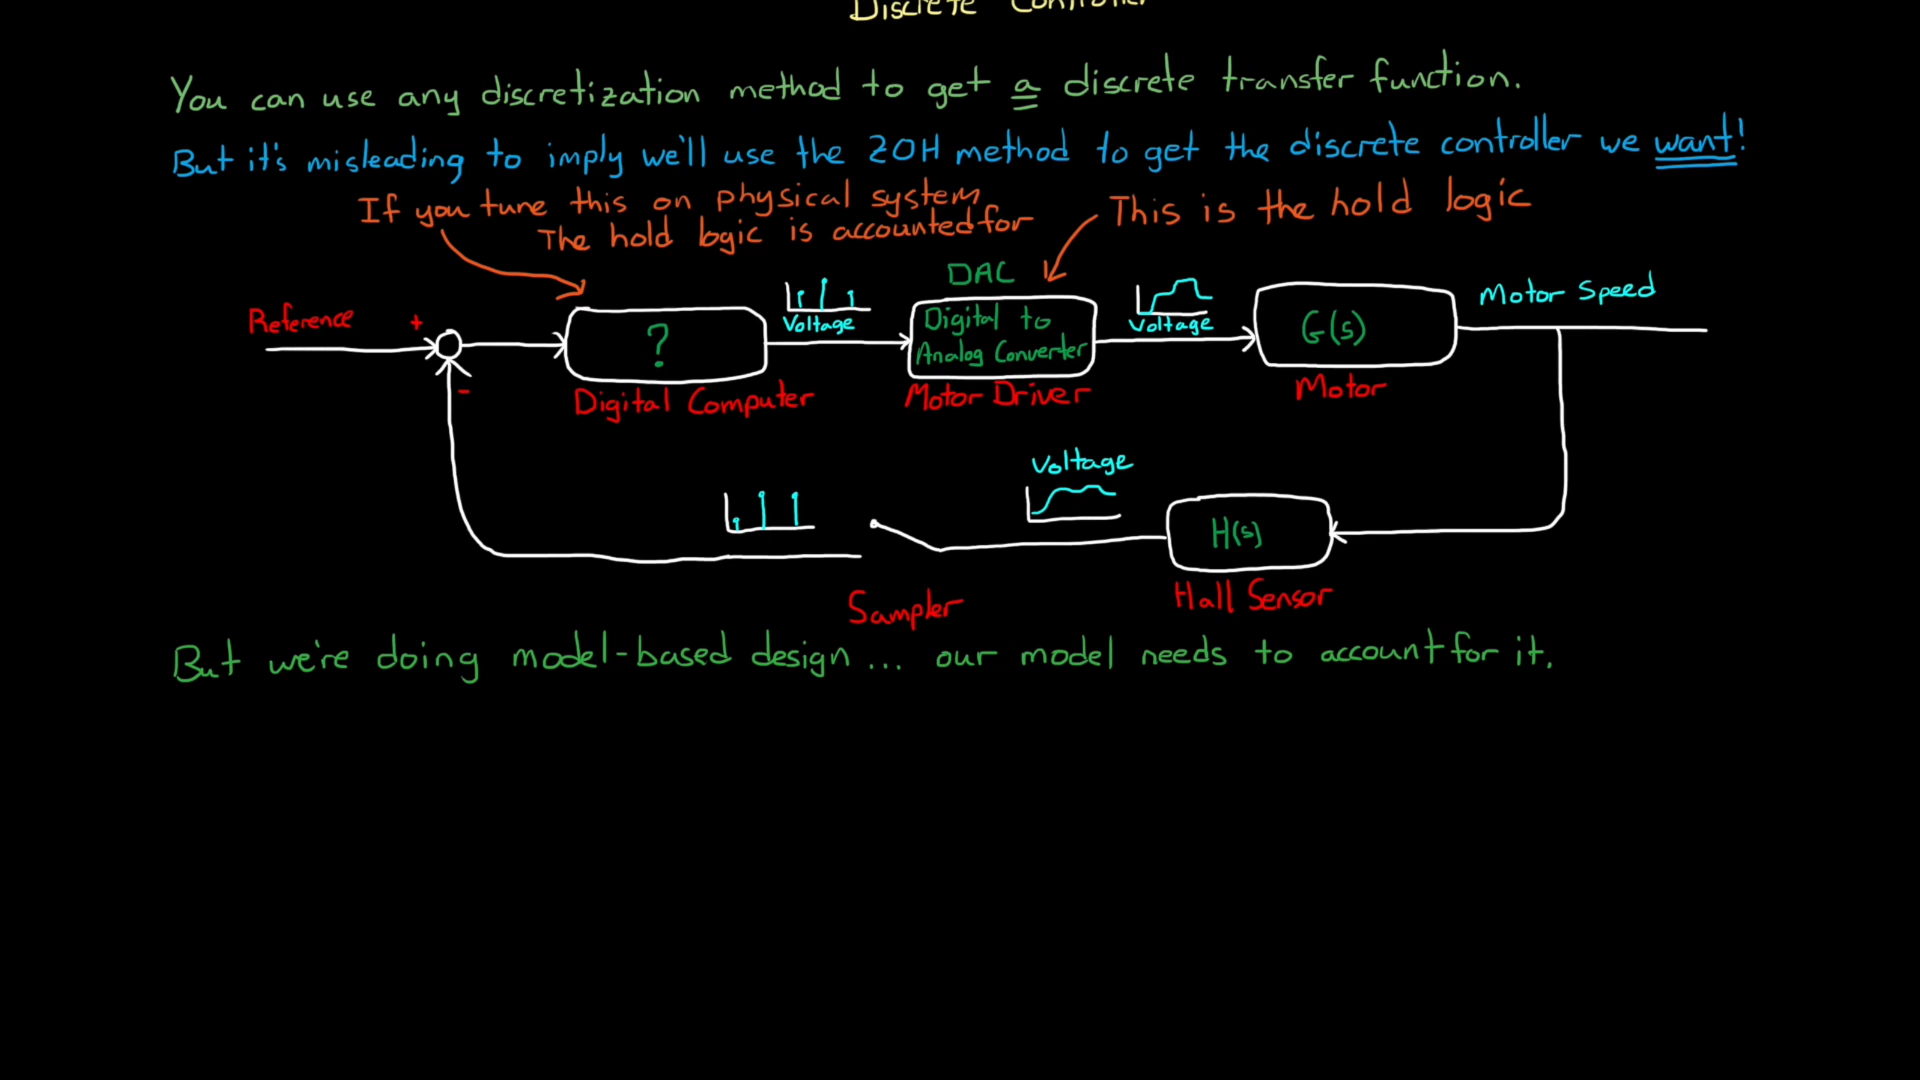 Discrete Controller
You can use any discretization method to get a discrete transfer function.
But it's misleading to imply we'll use the ZOH method to get the discrete controller we want!
If you tune this on physical system
The hold logic is accounted for
This is the hold logic
DAC
Reference
+
-
?
Digital Computer
Voltage
Digital to
Analog Converter
Motor Driver
Voltage
G(s)
Motor
Motor Speed
Voltage
H(s)
Hall Sensor
Sampler
But we're doing model-based design... our model needs to account for it.